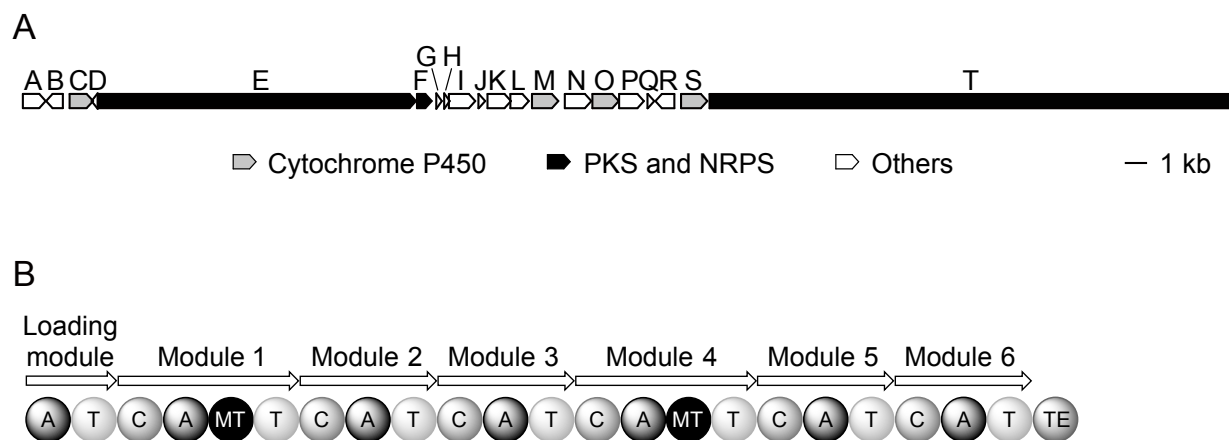 A
G H
A B C D E F I J K L M N O P Q R S T
Cytochrome P450 PKS and NRPS Others 1 kb
B
Loading
module Module 1 Module 2 Module 3 Module 4 Module 5 Module 6
A T C A MT T C A T C A T C A MT T C A T C A T TE